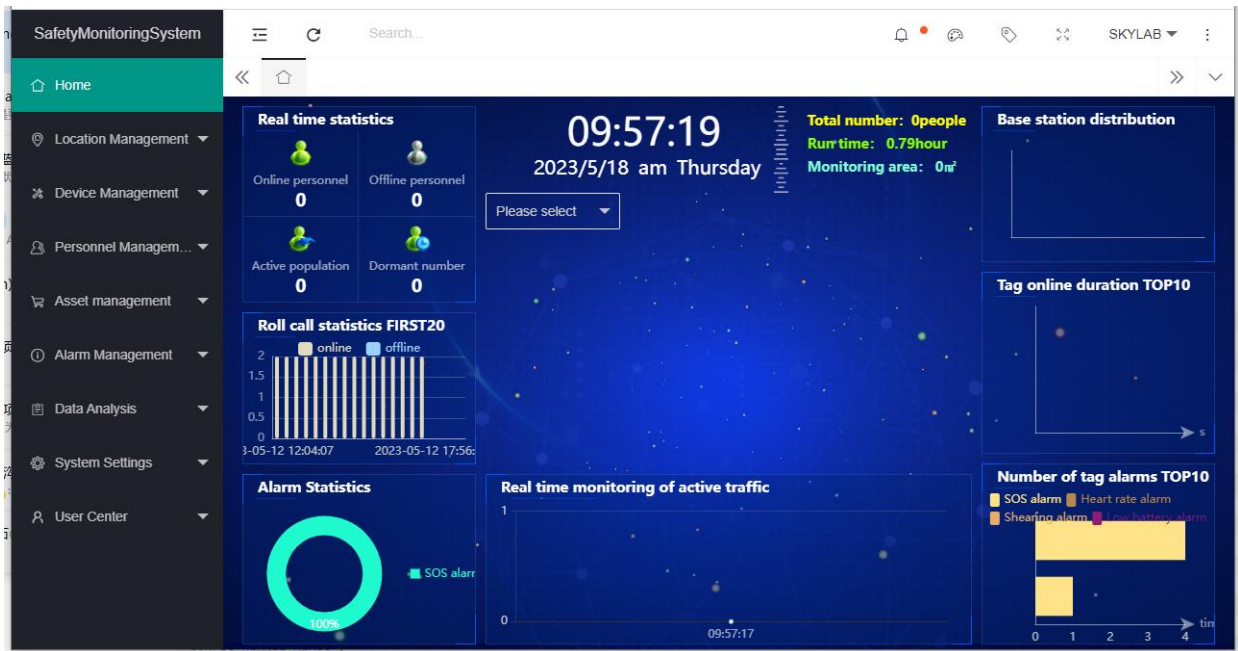 SafetyMonitoringSystem
Search...
SKYLAB
Home
Location Management
Device Management
Personnel Managem...
Asset management
Alarm Management
Data Analysis
System Settings
User Center
Real time statistics
Online personnel
0
Offline personnel
0
Active population
0
Dormant number
0
Roll call statistics FIRST20
online offline
2
1.5
1
0.5
0
3-05-12 12:04:07 2023-05-12 17:56:
Alarm Statistics
SOS alarm
100%
09:57:19
2023/5/18 am Thursday
Please select
Total number: 0people
Runtime: 0.79hour
Monitoring area: 0㎡
Real time monitoring of active traffic
1
0
09:57:17
Base station distribution
Tag online duration TOP10
s
Number of tag alarms TOP10
SOS alarm Heart rate alarm
Shearing alarm Low battery alarm
tim
0 1 2 3 4